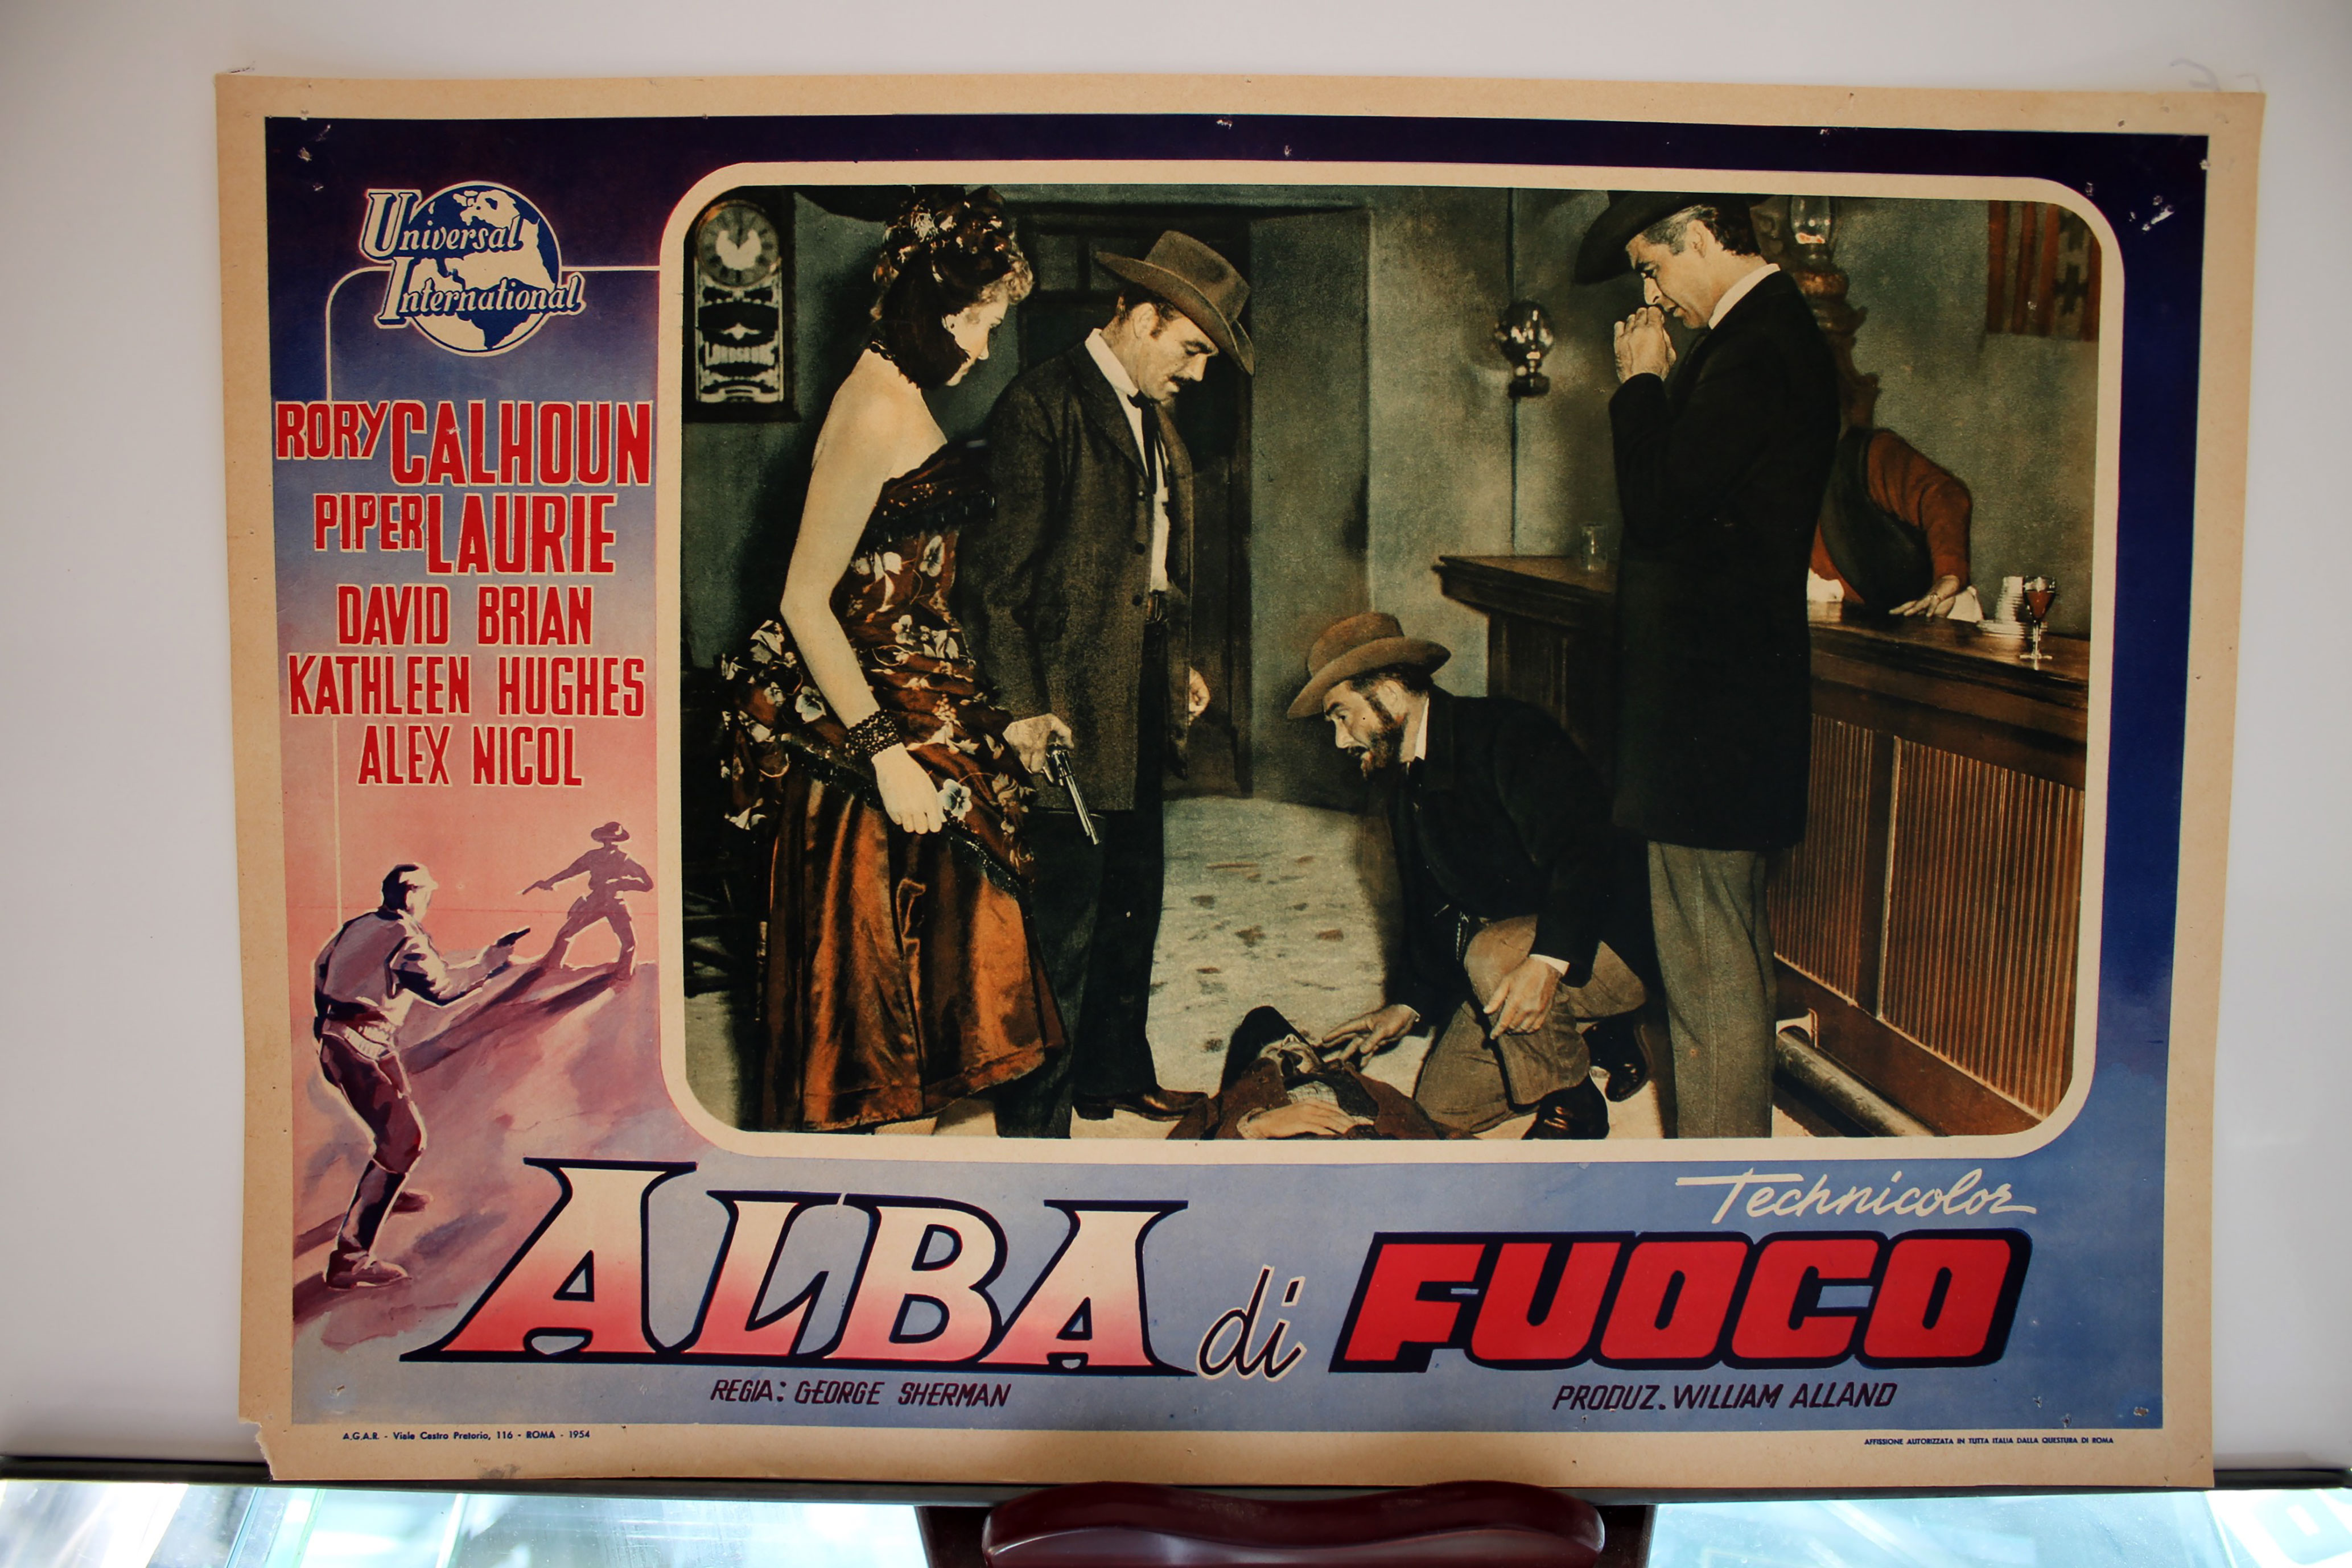 Universal
International
RORY CALHOUN
PIPER LAURIE
DAVID BRIAN
KATHLEEN HUGHES
ALEX NICOL
Technicolor
ALBA di FUOCO
REGIA: GEORGE SHERMAN
PRODUZ. WILLIAM ALLAND
A.G.A.R. - Viale Castro Pretorio, 116 - ROMA - 1954
AFFISSIONE AUTORIZZATA IN TUTTA ITALIA DALLA QUESTURA DI ROMA